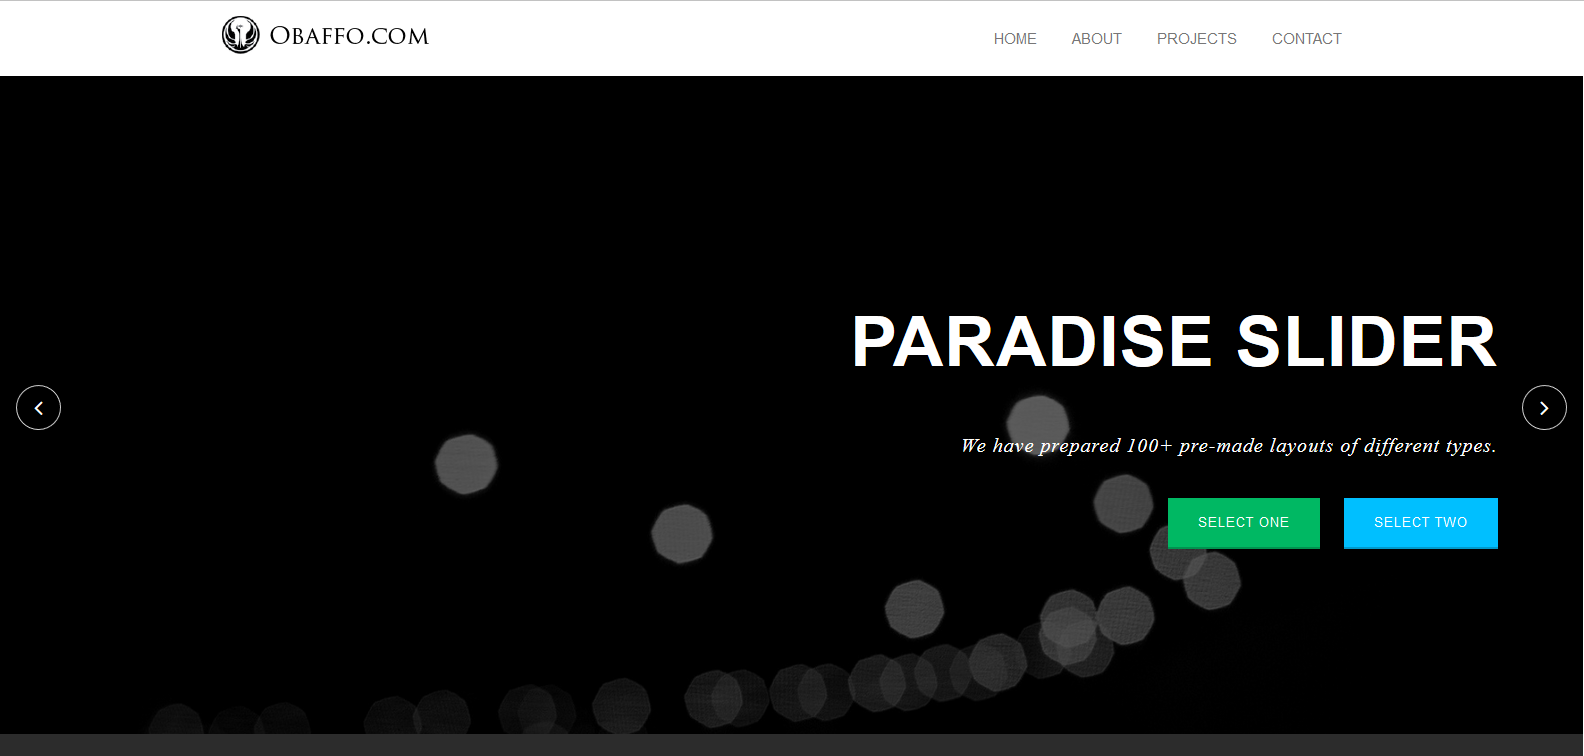 OBAFFO.COM
HOME ABOUT PROJECTS CONTACT
PARADISE SLIDER
We have prepared 100+ pre-made layouts of different types.
SELECT ONE SELECT TWO